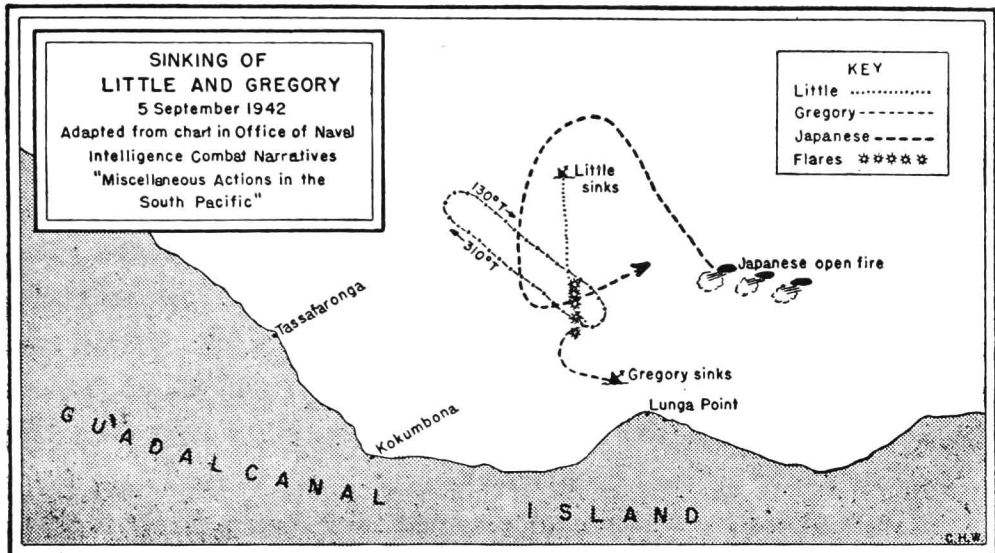 SINKING OF
LITTLE AND GREGORY
5 September 1942
Adapted from chart in Office of Naval
Intelligence Combat Narratives
"Miscellaneous Actions in the
South Pacific"
KEY
Little
Gregory
Japanese
Flares
Little
sinks
130°T
310°T
Japanese open fire
Tassafaronga
Gregory sinks
Lunga Point
Kokumbona
GUADALCANAL
ISLAND
C.H.W.